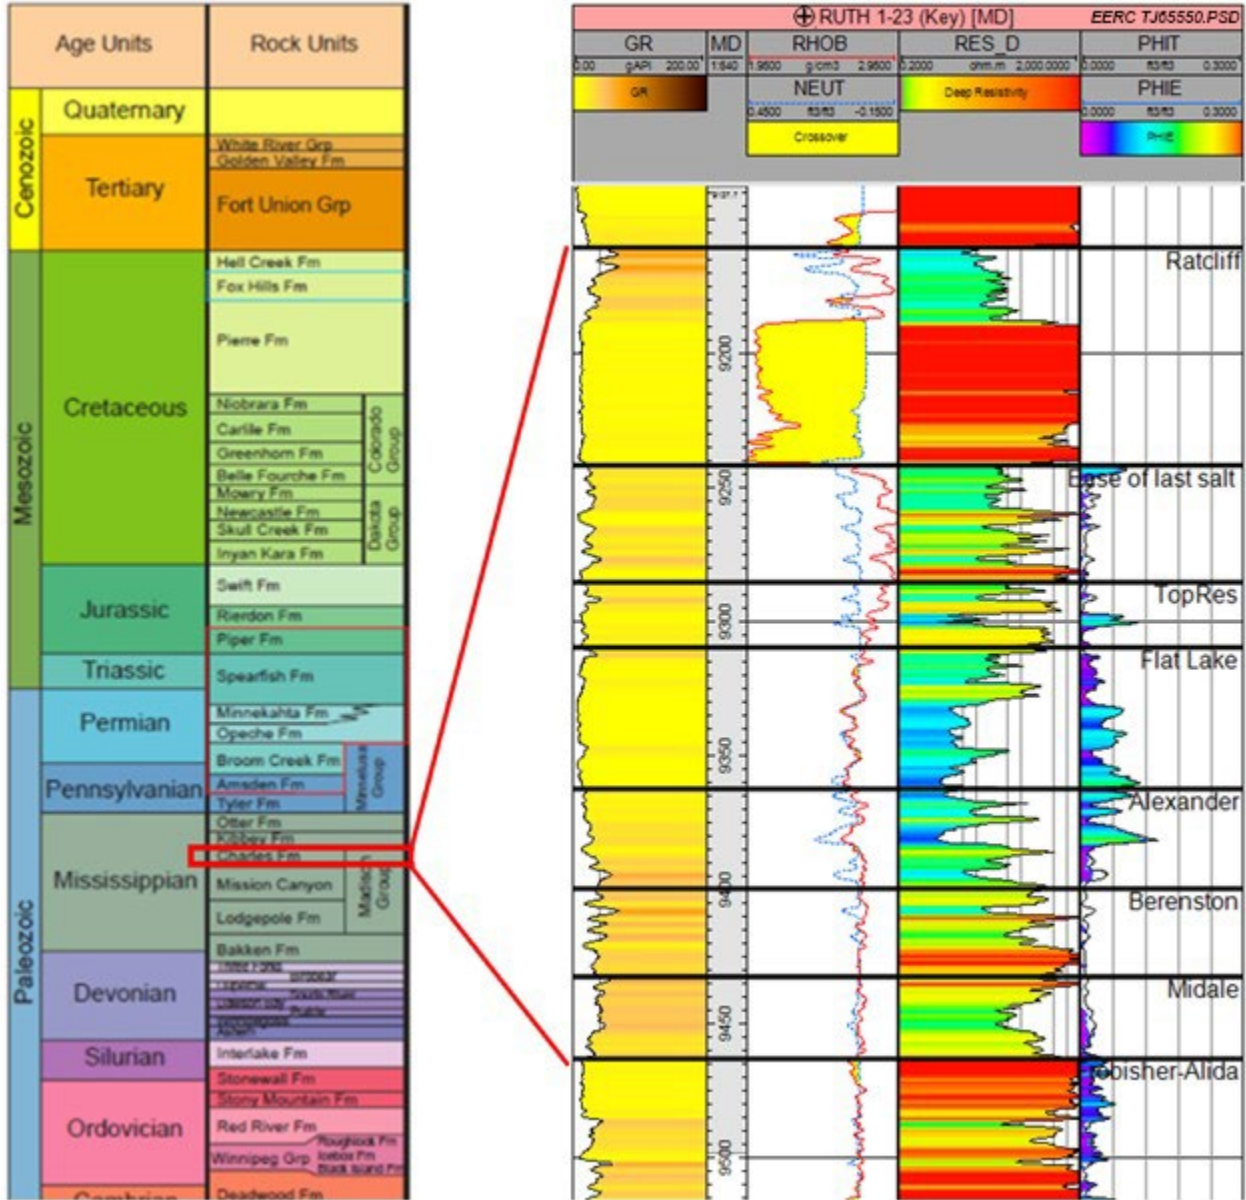 Age Units
Rock Units
Cenozoic
Quaternary
Tertiary
White River Grp
Golden Valley Fm
Fort Union Grp
Mesozoic
Cretaceous
Hell Creek Fm
Fox Hills Fm
Pierre Fm
Niobrara Fm
Carlile Fm
Greenhorn Fm
Belle Fourche Fm
Colorado
Group
Mowry Fm
Newcastle Fm
Skull Creek Fm
Inyan Kara Fm
Dakota
Group
Jurassic
Swift Fm
Rierdon Fm
Piper Fm
Triassic
Spearfish Fm
Paleozoic
Permian
Minnekahta Fm
Opeche Fm
Broom Creek Fm
Pennsylvanian
Amsden Fm
Tyler Fm
Minnelusa
Group
Mississippian
Otter Fm
Kibbey Fm
Charles Fm
Mission Canyon
Lodgepole Fm
Madison
Group
Bakken Fm
Devonian
Three Forks
Birdbear
Silurian
Interlake Fm
Ordovician
Stonewall Fm
Stony Mountain Fm
Red River Fm
Winnipeg Grp
Roughlock Fm
Icebox Fm
Black Island Fm
Cambrian
Deadwood Fm
RUTH 1-23 (Key) [MD]
EERC TJ65550.PSD
GR
MD
RHOB
RES_D
PHIT
0.00 gAPI 200.00
1:640
1.9600 g/cm3 2.9600
0.2000 ohm.m 2,000.0000
0.0000 ft3/ft3 0.3000
GR
NEUT
Deep Resistivity
PHIE
0.4500 ft3/ft3 -0.1500
0.0000 ft3/ft3 0.3000
Crossover
PHIE
Ratcliff
9200
Base of last salt
9250
TopRes
9300
Flat Lake
9350
Alexander
9400
Berenston
Midale
9450
Frobisher-Alida
9500